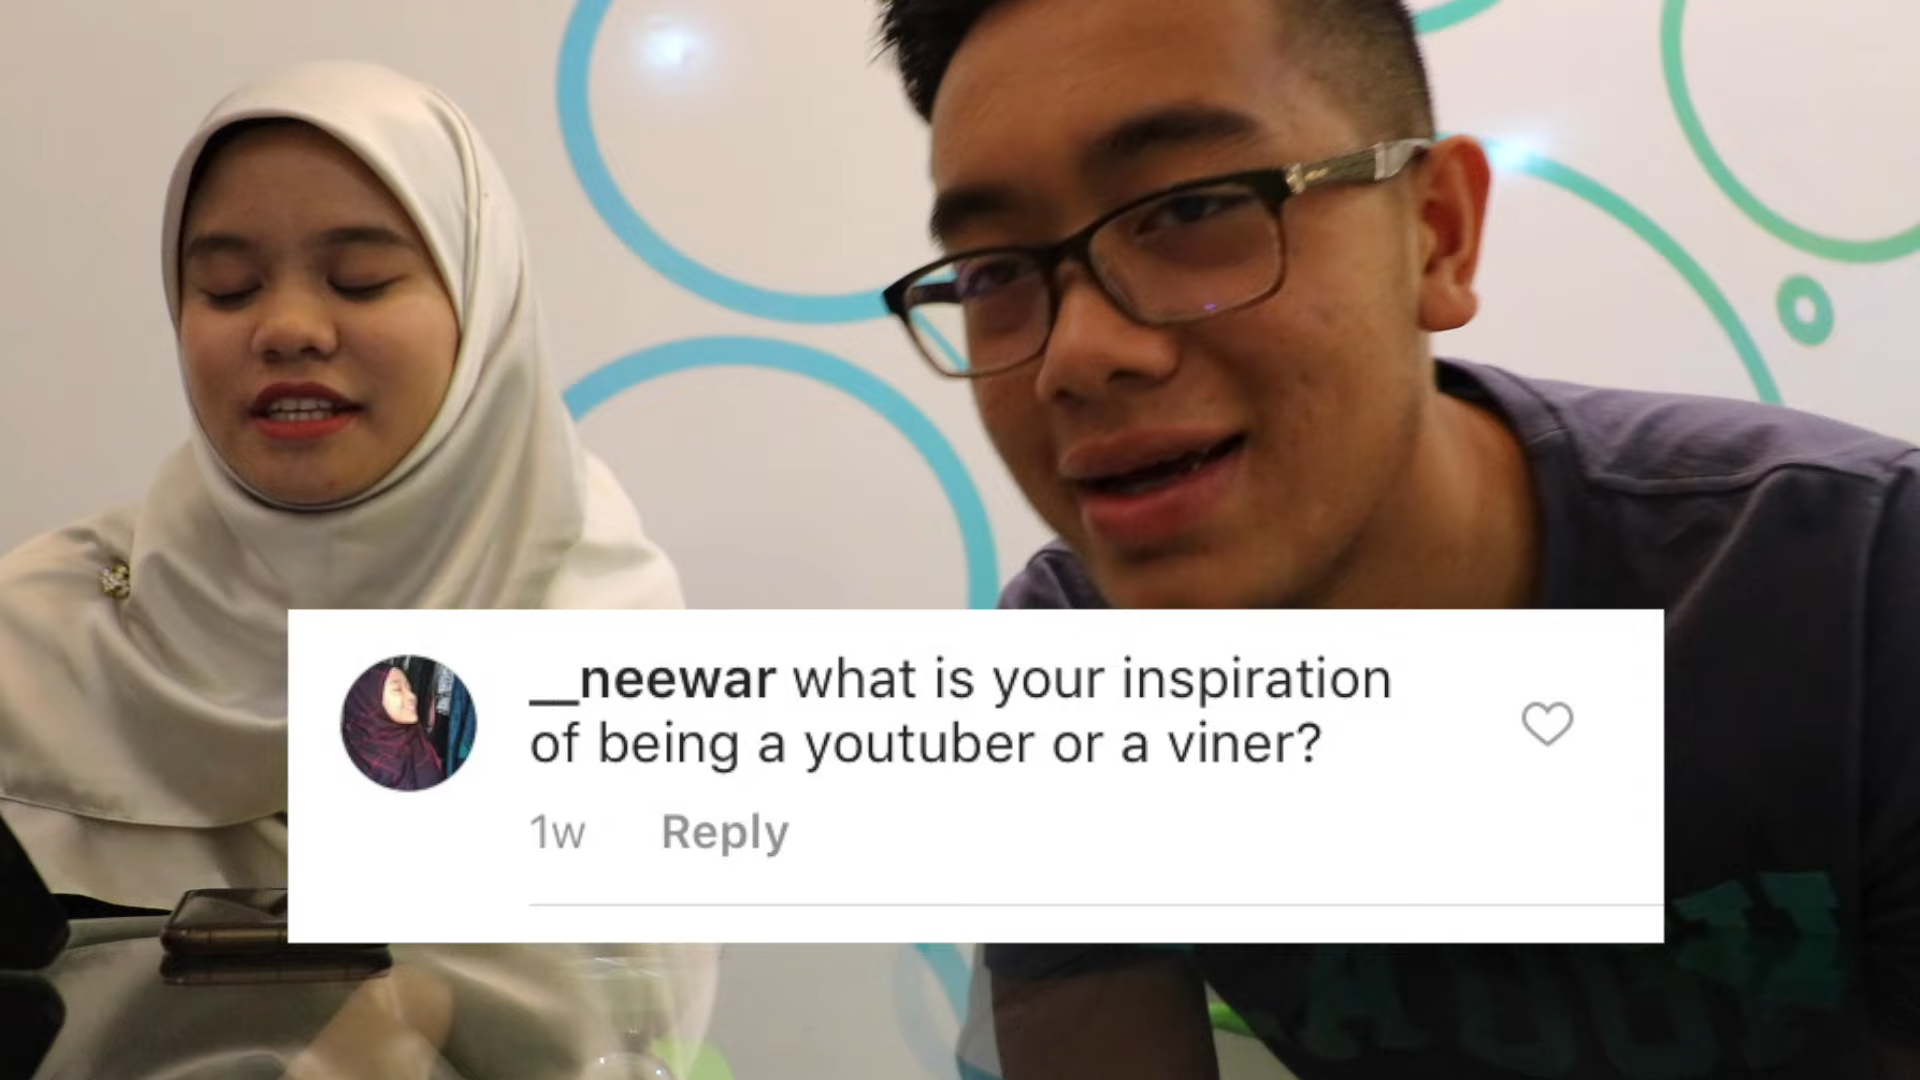 __neewar what is your inspiration
of being a youtuber or a viner?
1w Reply